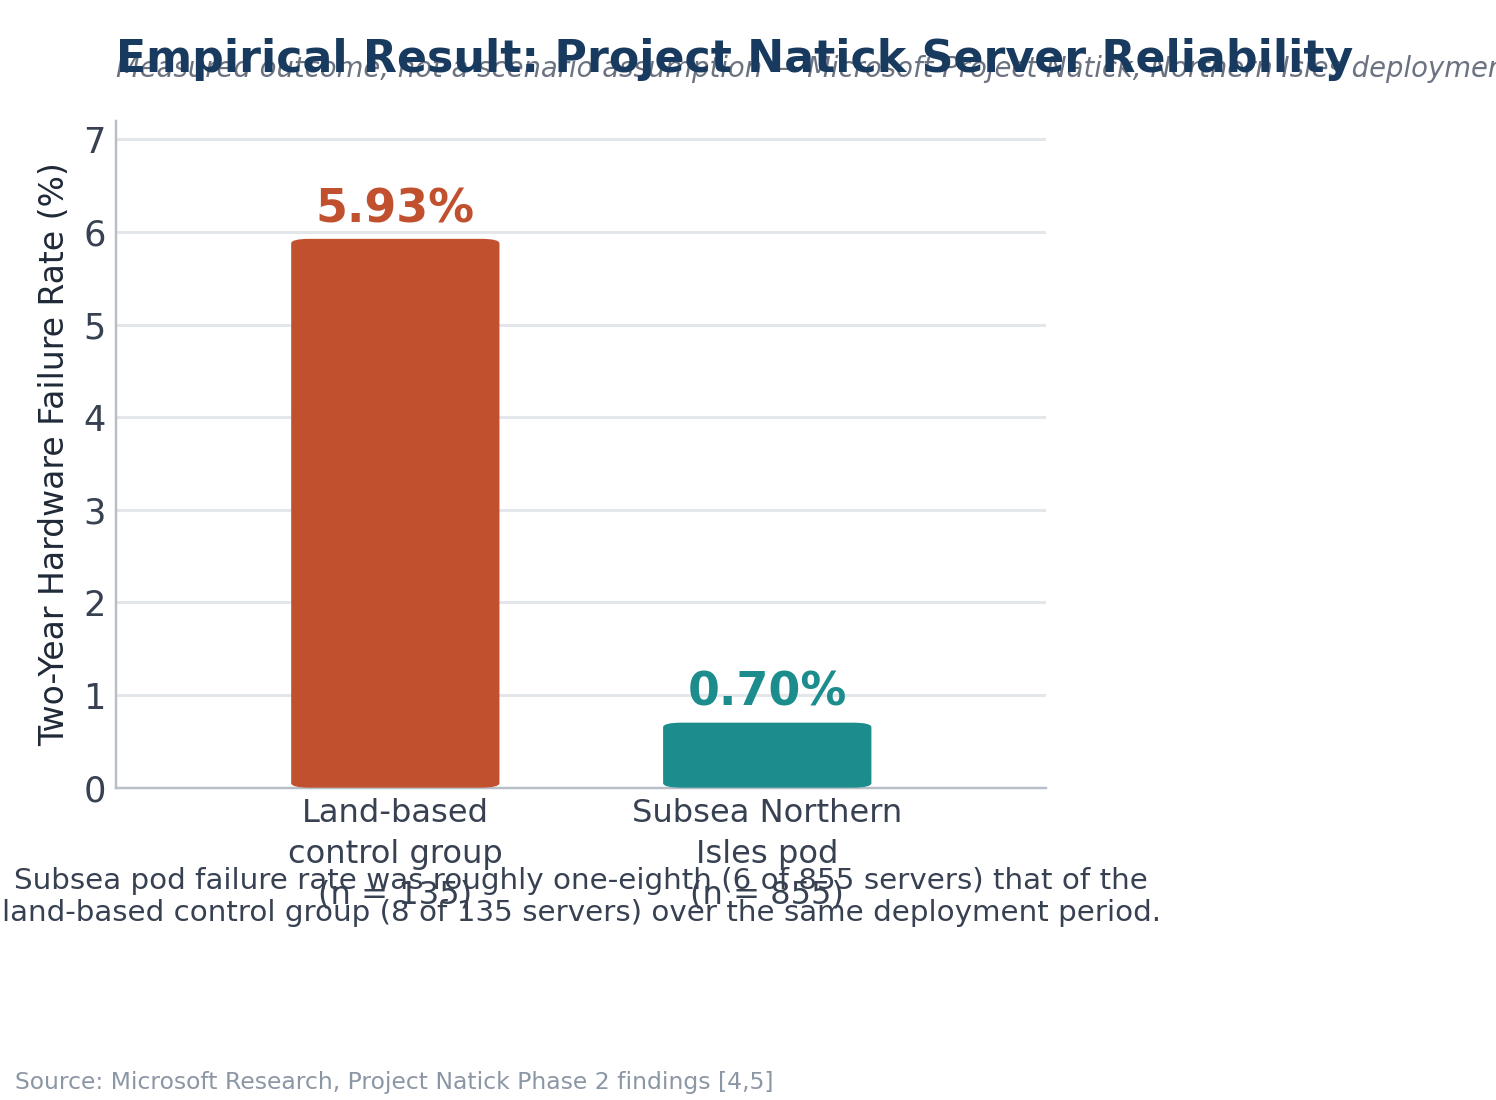 Empirical Result: Project Natick Server Reliability
Measured outcome, not a scenario assumption — Microsoft Project Natick, Northern Isles
7
6
5
4
3
2
1
0
Two-Year Hardware Failure Rate (%)
5.93%
0.70%
Land-based
control group
(n = 135)
Subsea Northern
Isles pod
(n = 855)
Subsea pod failure rate was roughly one-eighth (6 of 855 servers) that of the
land-based control group (8 of 135 servers) over the same deployment period.
Source: Microsoft Research, Project Natick Phase 2 findings [4,5]